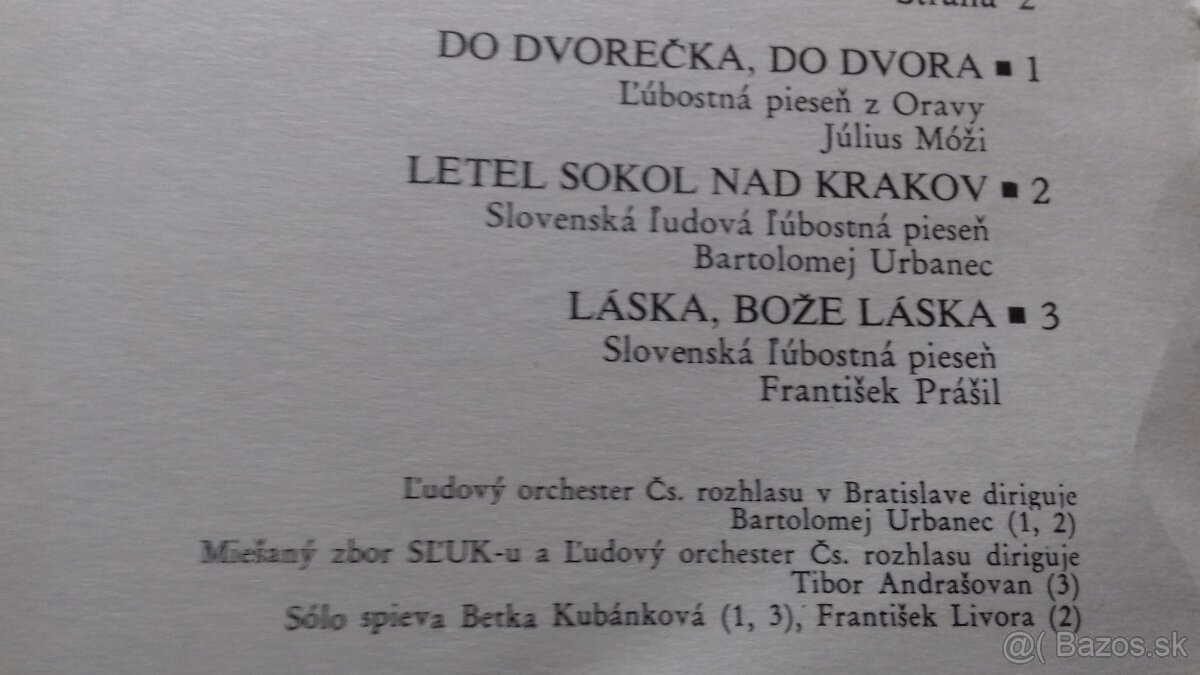 Strana 2
DO DVOREČKA, DO DVORA ■ 1
Ľúbostná pieseň z Oravy
Július Móži
LETEL SOKOL NAD KRAKOV ■ 2
Slovenská ľudová ľúbostná pieseň
Bartolomej Urbanec
LÁSKA, BOŽE LÁSKA ■ 3
Slovenská ľúbostná pieseň
František Prášil
Ľudový orchester Čs. rozhlasu v Bratislave diriguje
Bartolomej Urbanec (1, 2)
Miešaný zbor SĽUK-u a Ľudový orchester Čs. rozhlasu diriguje
Tibor Andrašovan (3)
Sólo spieva Betka Kubánková (1, 3), František Livora (2)
@( Bazos.sk